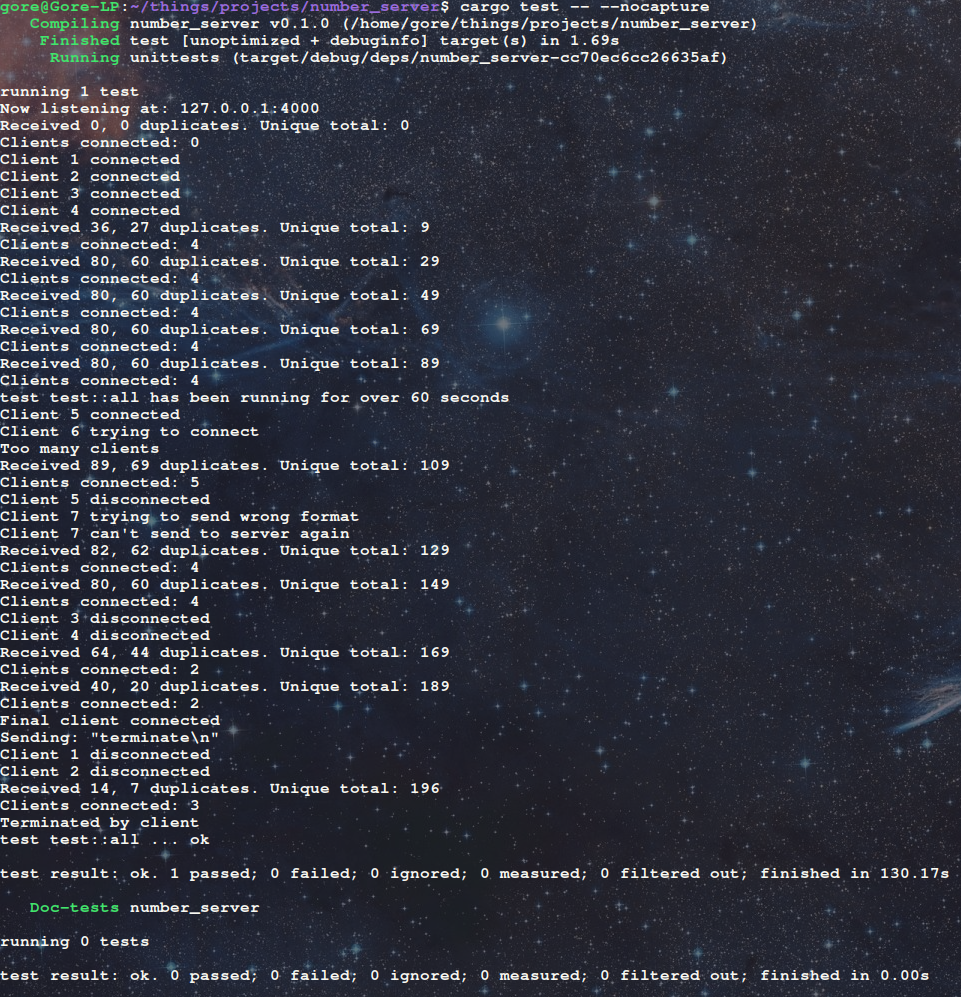 gore@Gore-LP:~/things/projects/number_server$ cargo test -- --nocapture
Compiling number_server v0.1.0 (/home/gore/things/projects/number_server)
Finished test [unoptimized + debuginfo] target(s) in 1.69s
Running unittests (target/debug/deps/number_server-cc70ec6cc26635af)
running 1 test
Now listening at: 127.0.0.1:4000
Received 0, 0 duplicates. Unique total: 0
Clients connected: 0
Client 1 connected
Client 2 connected
Client 3 connected
Client 4 connected
Received 36, 27 duplicates. Unique total: 9
Clients connected: 4
Received 80, 60 duplicates. Unique total: 29
Clients connected: 4
Received 80, 60 duplicates. Unique total: 49
Clients connected: 4
Received 80, 60 duplicates. Unique total: 69
Clients connected: 4
Received 80, 60 duplicates. Unique total: 89
Clients connected: 4
test test::all has been running for over 60 seconds
Client 5 connected
Client 6 trying to connect
Too many clients
Received 89, 69 duplicates. Unique total: 109
Clients connected: 5
Client 5 disconnected
Client 7 trying to send wrong format
Client 7 can't send to server again
Received 82, 62 duplicates. Unique total: 129
Clients connected: 4
Received 80, 60 duplicates. Unique total: 149
Clients connected: 4
Client 3 disconnected
Client 4 disconnected
Received 64, 44 duplicates. Unique total: 169
Clients connected: 2
Received 40, 20 duplicates. Unique total: 189
Clients connected: 2
Final client connected
Sending: "terminate\n"
Client 1 disconnected
Client 2 disconnected
Received 14, 7 duplicates. Unique total: 196
Clients connected: 3
Terminated by client
test test::all ... ok
test result: ok. 1 passed; 0 failed; 0 ignored; 0 measured; 0 filtered out; finished in 130.17s
Doc-tests number_server
running 0 tests
test result: ok. 0 passed; 0 failed; 0 ignored; 0 measured; 0 filtered out; finished in 0.00s